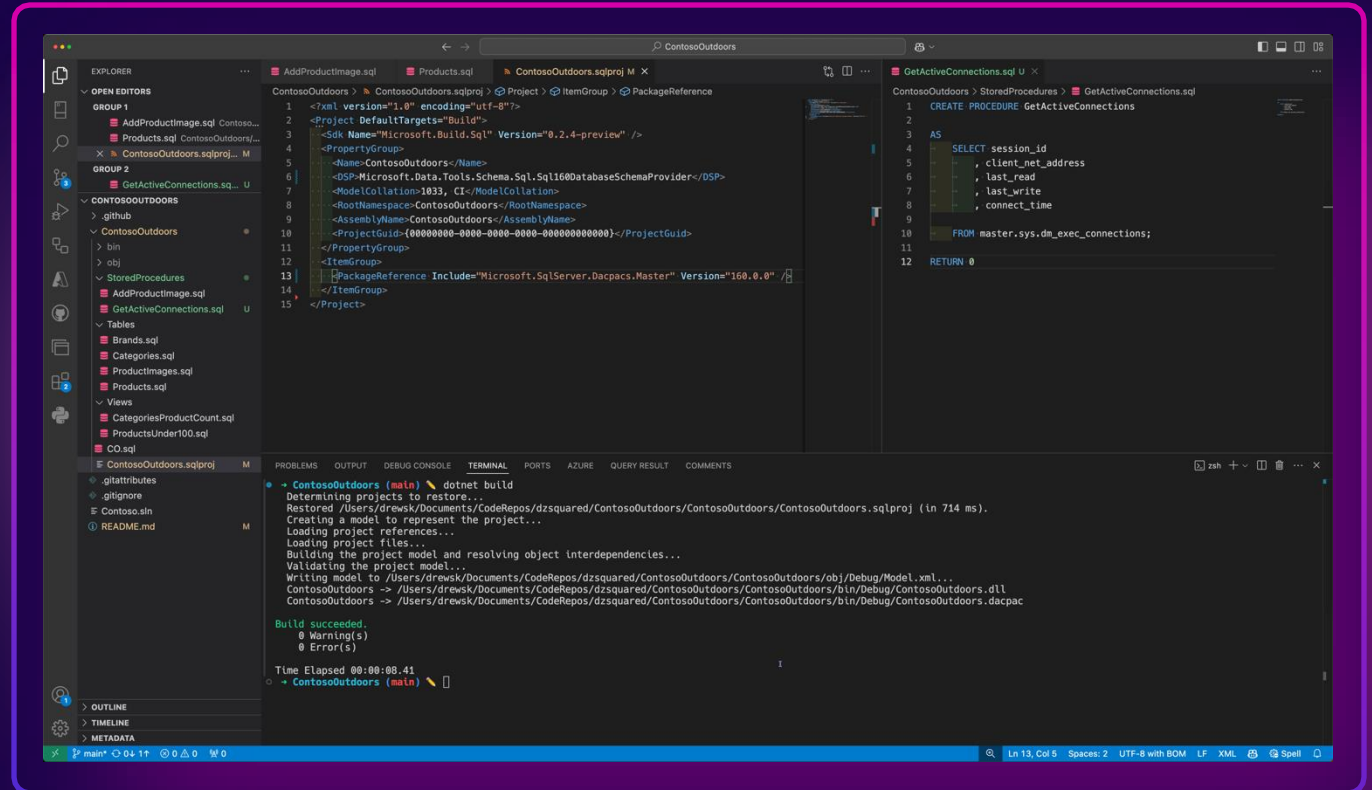 ContosoOutdoors
EXPLORER
OPEN EDITORS
GROUP 1
AddProductImage.sql Contoso...
Products.sql ContosoOutdoors/...
ContosoOutdoors.sqlproj... M
GROUP 2
GetActiveConnections.sq... U
CONTOSOOUTDOORS
.github
ContosoOutdoors
bin
obj
StoredProcedures
AddProductImage.sql
GetActiveConnections.sql U
Tables
Brands.sql
Categories.sql
ProductImages.sql
Products.sql
Views
CategoriesProductCount.sql
ProductsUnder100.sql
CO.sql
ContosoOutdoors.sqlproj M
.gitattributes
.gitignore
Contoso.sln
README.md M
OUTLINE
TIMELINE
METADATA
AddProductImage.sql Products.sql ContosoOutdoors.sqlproj M
ContosoOutdoors > ContosoOutdoors.sqlproj > Project > ItemGroup > PackageReference
1 <?xml version="1.0" encoding="utf-8"?>
2 <Project DefaultTargets="Build">
3 <Sdk Name="Microsoft.Build.Sql" Version="0.2.4-preview" />
4 <PropertyGroup>
5 <Name>ContosoOutdoors</Name>
6 <DSP>Microsoft.Data.Tools.Schema.Sql.Sql160DatabaseSchemaProvider</DSP>
7 <ModelCollation>1033, CI</ModelCollation>
8 <RootNamespace>ContosoOutdoors</RootNamespace>
9 <AssemblyName>ContosoOutdoors</AssemblyName>
10 <ProjectGuid>{00000000-0000-0000-0000-000000000000}</ProjectGuid>
11 </PropertyGroup>
12 <ItemGroup>
13 <PackageReference Include="Microsoft.SqlServer.Dacpacs.Master" Version="160.0.0" />
14 </ItemGroup>
15 </Project>
GetActiveConnections.sql U
ContosoOutdoors > StoredProcedures > GetActiveConnections.sql
1 CREATE PROCEDURE GetActiveConnections
2
3 AS
4 SELECT session_id
5 , client_net_address
6 , last_read
7 , last_write
8 , connect_time
9
10 FROM master.sys.dm_exec_connections;
11
12 RETURN 0
PROBLEMS OUTPUT DEBUG CONSOLE TERMINAL PORTS AZURE QUERY RESULT COMMENTS
zsh
ContosoOutdoors (main) dotnet build
Determining projects to restore...
Restored /Users/drewsk/Documents/CodeRepos/dzsquared/ContosoOutdoors/ContosoOutdoors/ContosoOutdoors.sqlproj (in 714 ms).
Creating a model to represent the project...
Loading project references...
Loading project files...
Building the project model and resolving object interdependencies...
Validating the project model...
Writing model to /Users/drewsk/Documents/CodeRepos/dzsquared/ContosoOutdoors/ContosoOutdoors/obj/Debug/Model.xml...
ContosoOutdoors -> /Users/drewsk/Documents/CodeRepos/dzsquared/ContosoOutdoors/ContosoOutdoors/bin/Debug/ContosoOutdoors.dll
ContosoOutdoors -> /Users/drewsk/Documents/CodeRepos/dzsquared/ContosoOutdoors/ContosoOutdoors/bin/Debug/ContosoOutdoors.dacpac
Build succeeded.
0 Warning(s)
0 Error(s)
Time Elapsed 00:00:08.41
ContosoOutdoors (main)
main* 0↓ 1↑ 0 0 0
Ln 13, Col 5 Spaces: 2 UTF-8 with BOM LF XML Spell